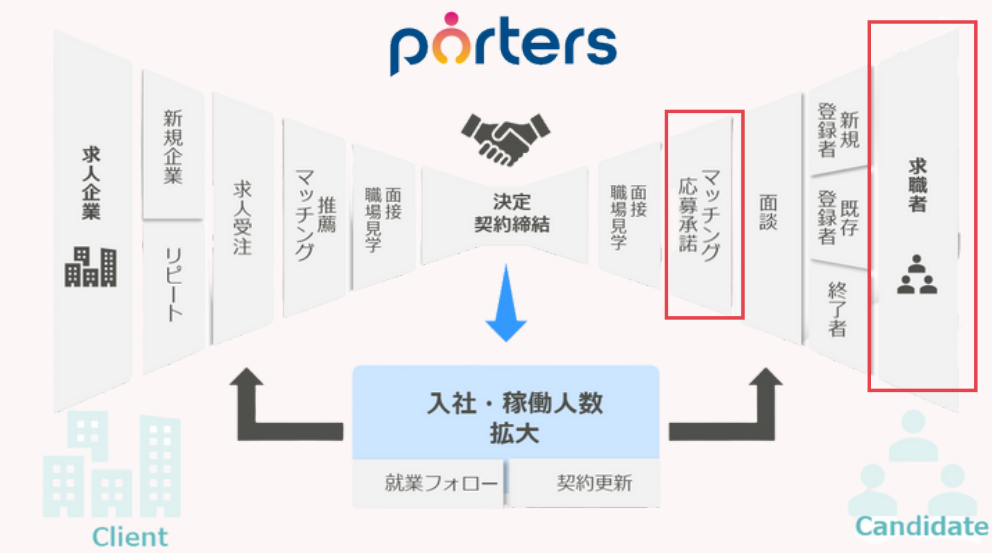 porters
求人企業
新規企業
リピート
求人受注
推薦
マッチング
面接
職場見学
決定
契約締結
面接
職場見学
マッチング
応募承諾
面談
新規
登録者
既存
登録者
終了者
求職者
入社・稼働人数
拡大
就業フォロー
契約更新
Client
Candidate